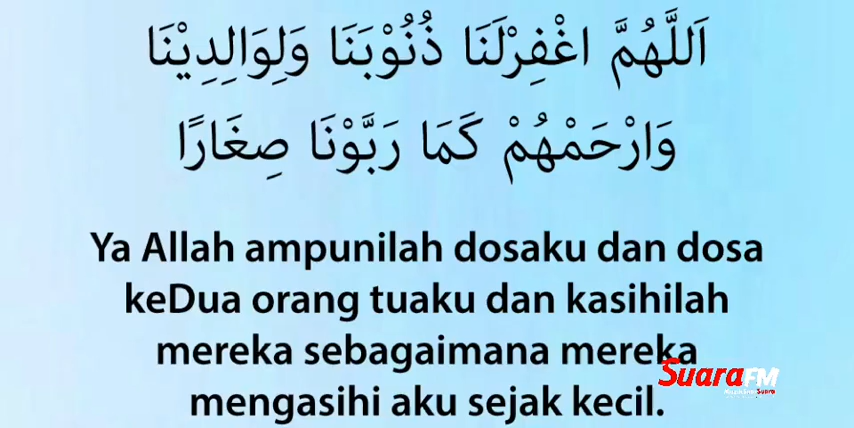 اَللَّهُمَّ اغْفِرْلَنَا ذُنُوْبَنَا وَلِوَالِدِيْنَا
وَارْحَمْهُمْ كَمَا رَبَّوْنَا صِغَارًا
Ya Allah ampunilah dosaku dan dosa
keDua orang tuaku dan kasihilah
mereka sebagaimana mereka
mengasihi aku sejak kecil.
SuaraFM